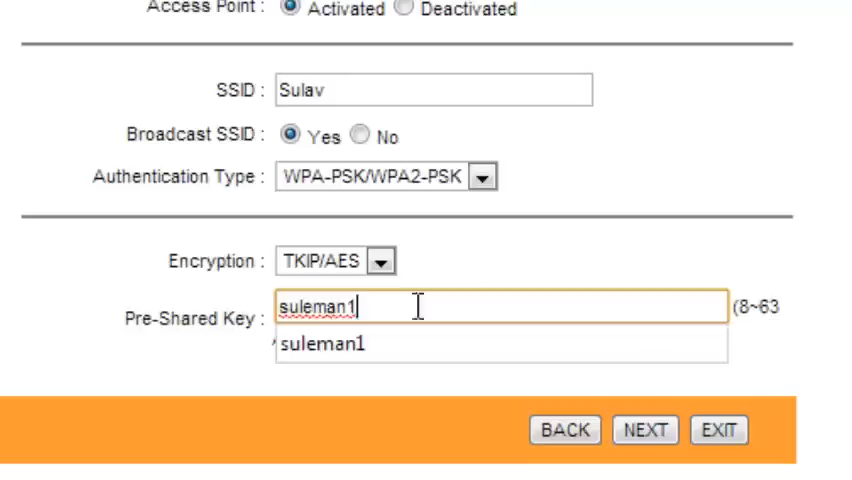 Access Point : Activated Deactivated
SSID : Sulav
Broadcast SSID : Yes No
Authentication Type : WPA-PSK/WPA2-PSK
Encryption : TKIP/AES
Pre-Shared Key : suleman1 (8~63
suleman1
BACK NEXT EXIT